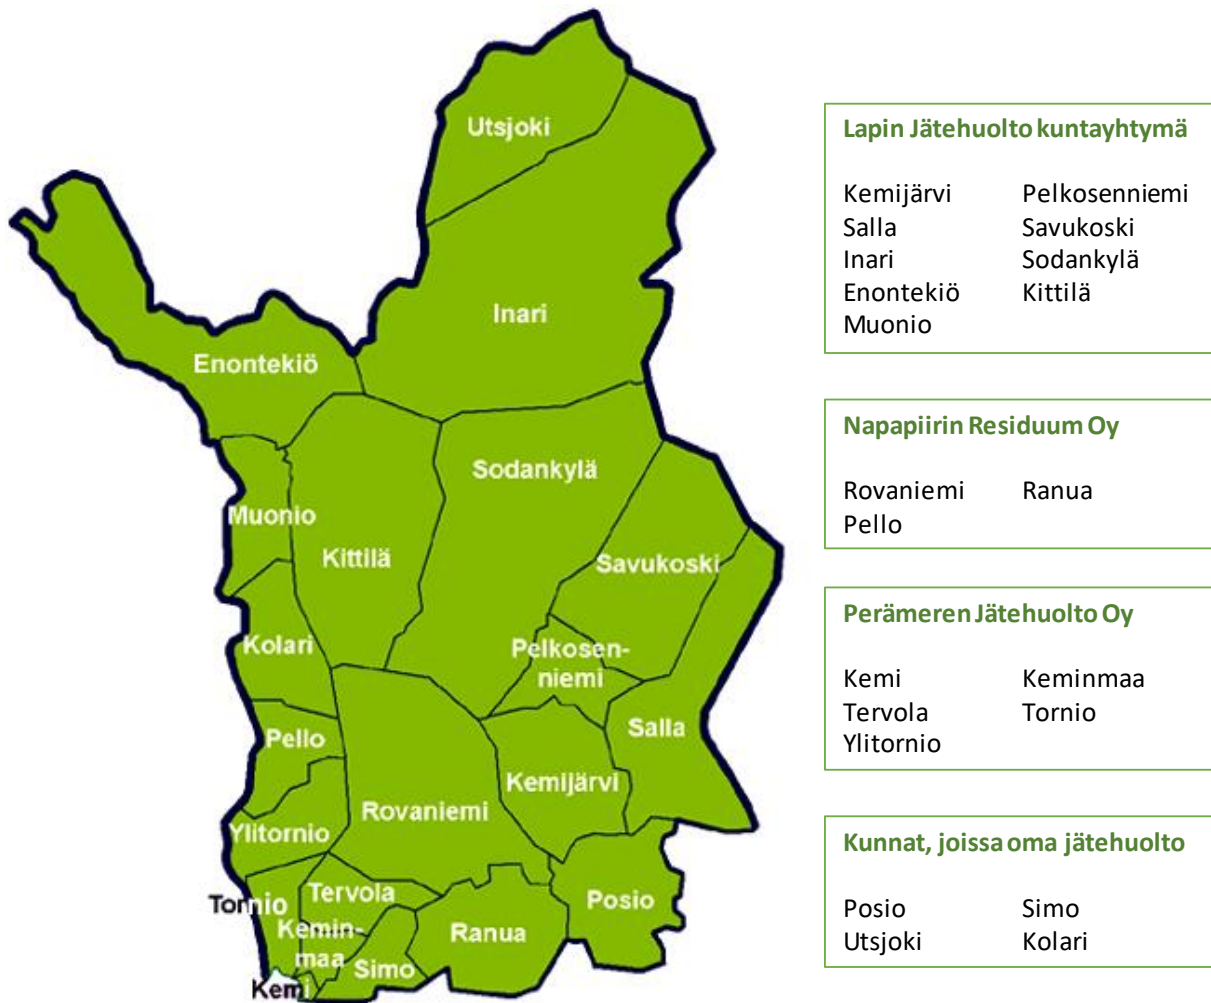 Utsjoki
Inari
Enontekiö
Sodankylä
Muonio
Kittilä
Savukoski
Kolari
Pelkosen-
niemi
Salla
Pello
Kemijärvi
Rovaniemi
Ylitornio
Tervola
Tornio
Posio
Kemin-
maa
Ranua
Simo
Kemi
Lapin Jätehuolto kuntayhtymä
Kemijärvi Pelkosenniemi
Salla Savukoski
Inari Sodankylä
Enontekiö Kittilä
Muonio
Napapiirin Residuum Oy
Rovaniemi Ranua
Pello
Perämeren Jätehuolto Oy
Kemi Keminmaa
Tervola Tornio
Ylitornio
Kunnat, joissa oma jätehuolto
Posio Simo
Utsjoki Kolari